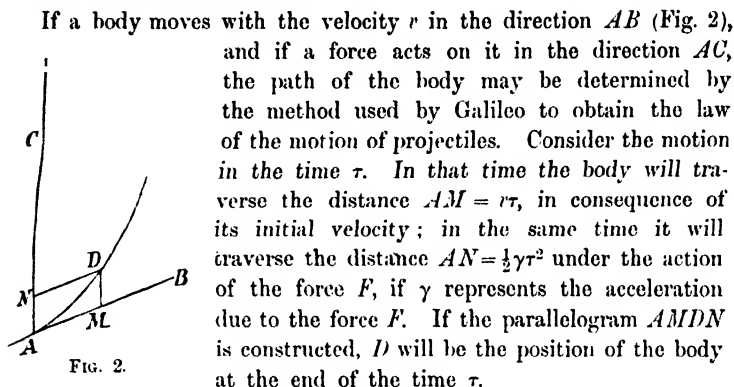 If a body moves with the velocity v in the direction AB (Fig. 2),
and if a force acts on it in the direction AC,
the path of the body may be determined by
the method used by Galileo to obtain the law
of the motion of projectiles. Consider the motion
in the time τ. In that time the body will tra-
verse the distance AM = vτ, in consequence of
its initial velocity; in the same time it will
traverse the distance AN = ½γτ² under the action
of the force F, if γ represents the acceleration
due to the force F. If the parallelogram AMDN
is constructed, D will be the position of the body
at the end of the time τ.
C
D
B
N
M
A
FIG. 2.